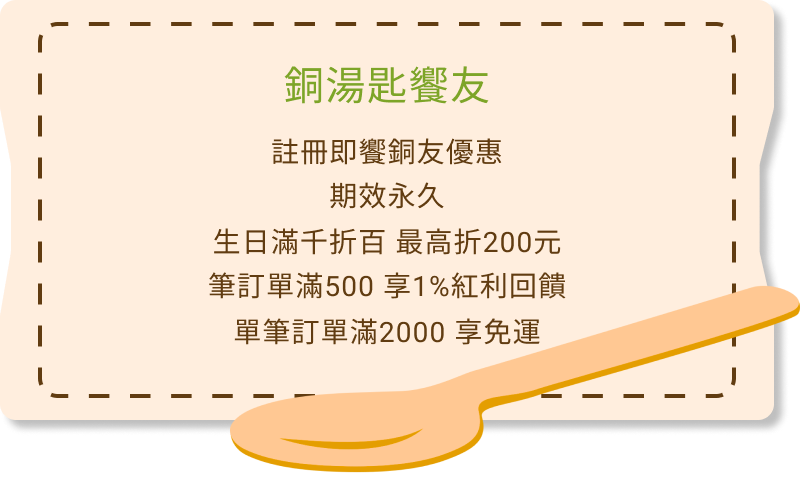 銅湯匙饗友
註冊即饗銅友優惠
期效永久
生日滿千折百 最高折200元
筆訂單滿500 享1%紅利回饋
單筆訂單滿2000 享免運